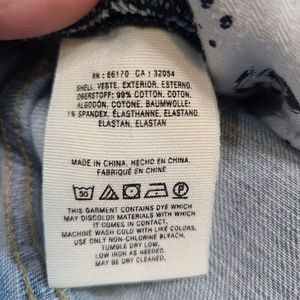 RN : 66170 CA : 32054
SHELL, VESTE, EXTERIOR, ESTERNO,
OBERSTOFF: 99% COTTON, COTON,
ALGODÓN, COTONE, BAUMWOLLE:
1% SPANDEX, ÉLASTHANNE, ELASTANO,
ELASTAN, ELASTAN
MADE IN CHINA, HECHO EN CHINA,
FABRIQUÉ EN CHINE
30 P
THIS GARMENT CONTAINS DYE WHICH
MAY DISCOLOR MATERIALS WITH WHICH
IT COMES IN CONTACT.
MACHINE WASH COLD WITH LIKE COLORS.
USE ONLY NON-CHLORINE BLEACH,
TUMBLE DRY LOW,
LOW IRON AS NEEDED
MAY BE DRY CLEANED.